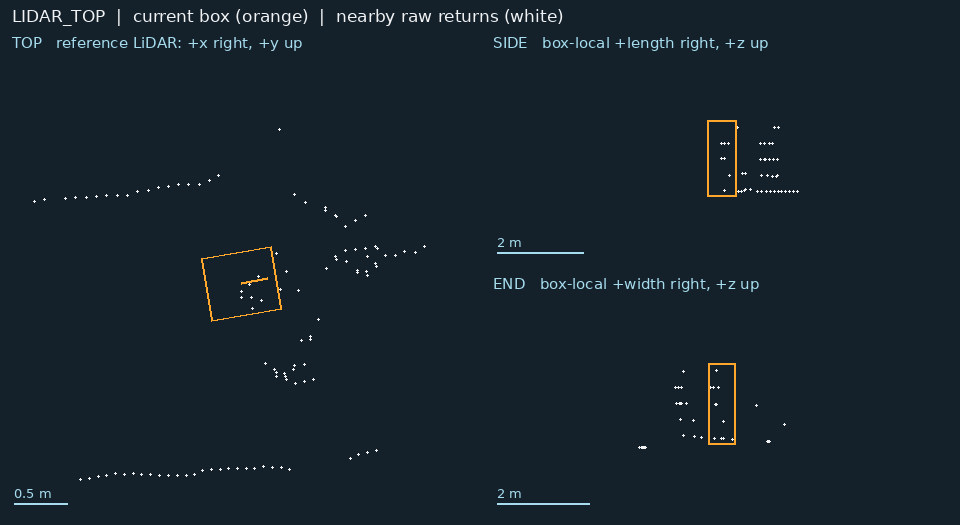 LIDAR_TOP  |  current box (orange)  |  nearby raw returns (white)
TOP   reference LiDAR: +x right, +y up
SIDE   box-local +length right, +z up
2 m
END   box-local +width right, +z up
0.5 m
2 m